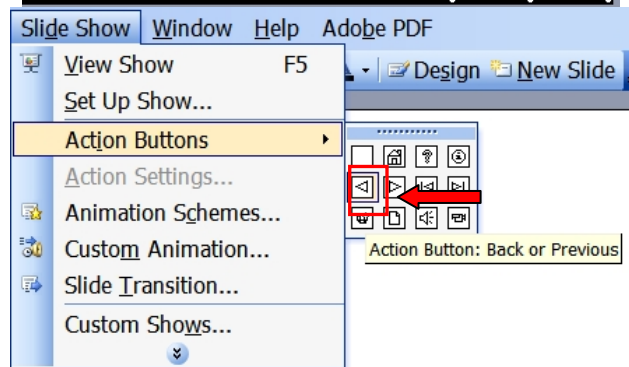 Slide Show Window Help Adobe PDF
View Show F5
Design New Slide
Set Up Show...
Action Buttons
Action Settings...
Animation Schemes...
Custom Animation...
Action Button: Back or Previous
Slide Transition...
Custom Shows...